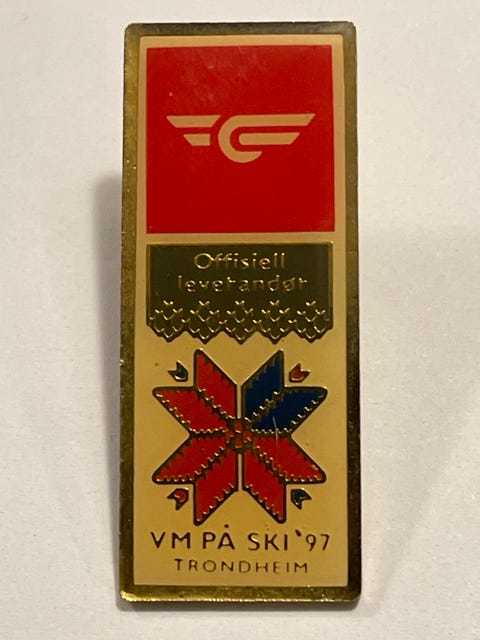 Offisiell
leverandør
VM PÅ SKI '97
TRONDHEIM